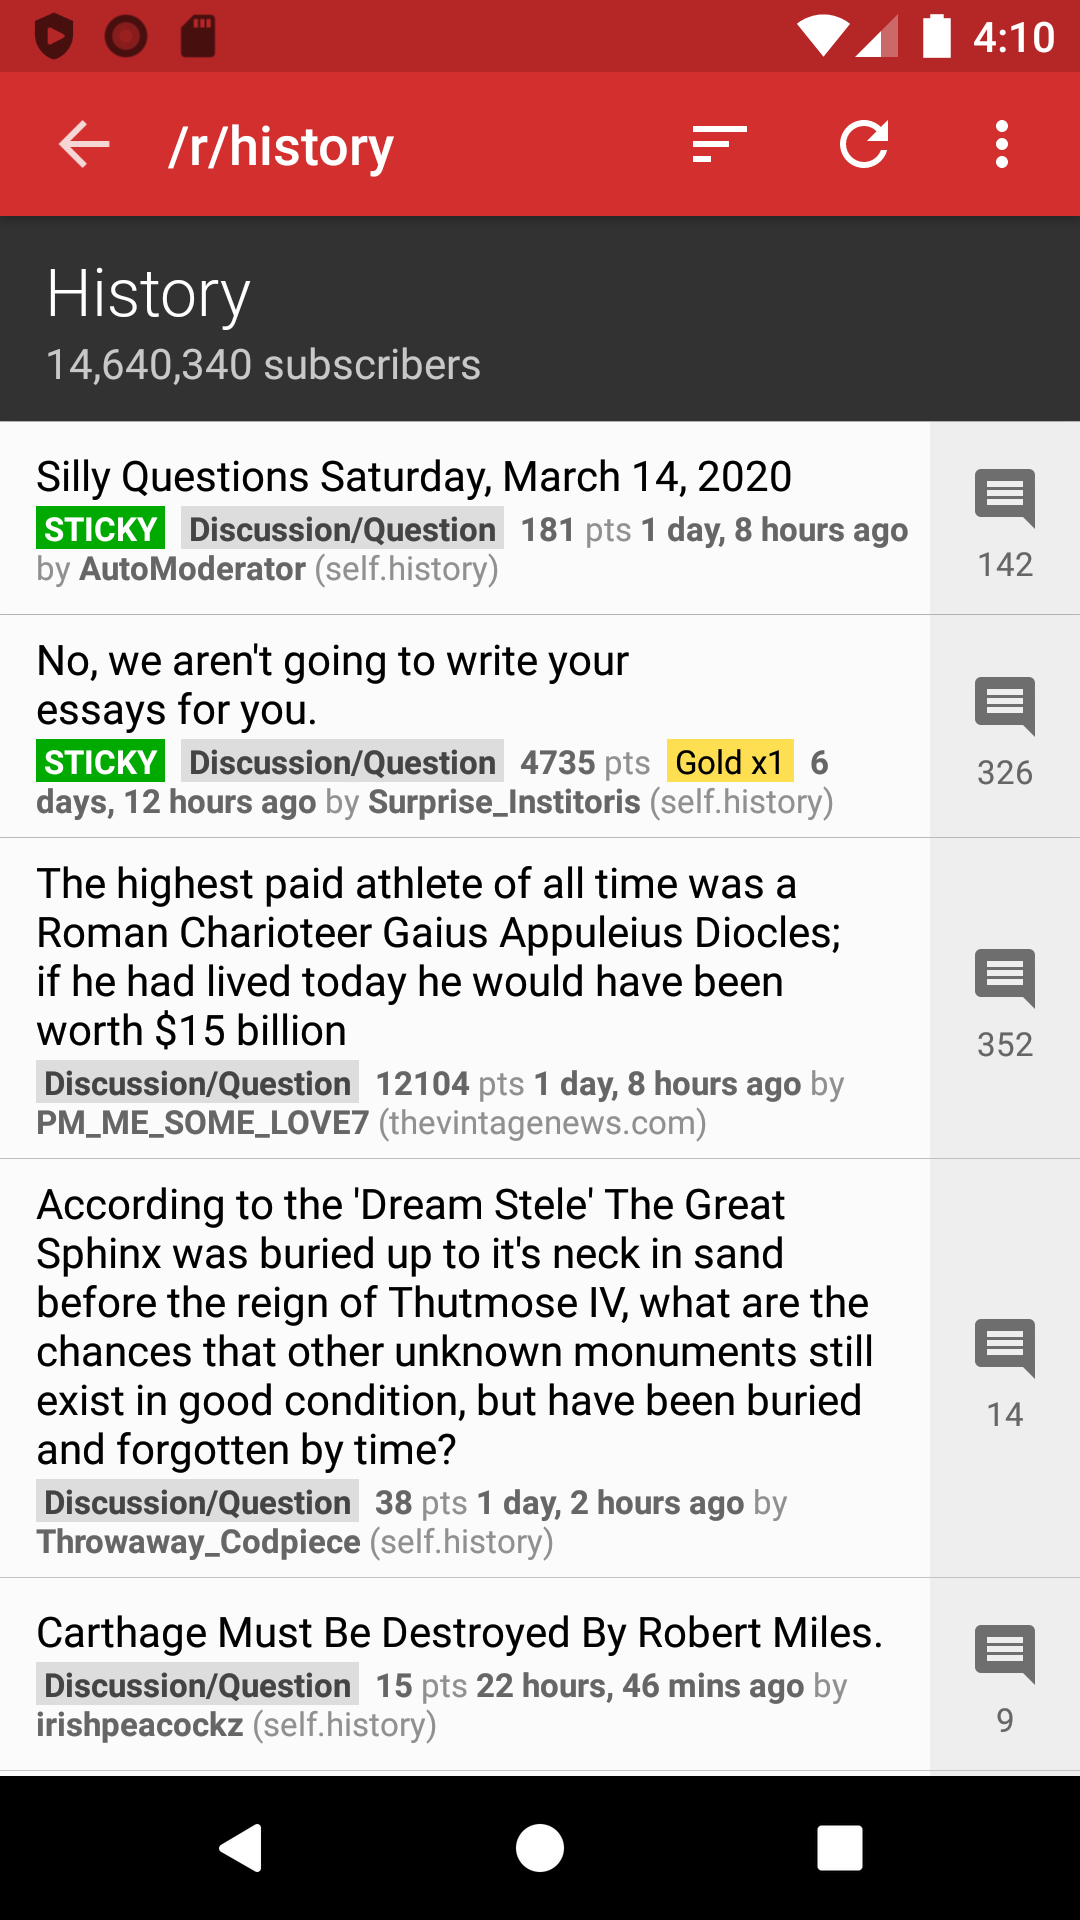 4:10
/r/history
History
14,640,340 subscribers
Silly Questions Saturday, March 14, 2020
STICKY Discussion/Question 181 pts 1 day, 8 hours ago
by AutoModerator (self.history)
142
No, we aren't going to write your
essays for you.
STICKY Discussion/Question 4735 pts Gold x1 6
days, 12 hours ago by Surprise_Institoris (self.history)
326
The highest paid athlete of all time was a
Roman Charioteer Gaius Appuleius Diocles;
if he had lived today he would have been
worth $15 billion
Discussion/Question 12104 pts 1 day, 8 hours ago by
PM_ME_SOME_LOVE7 (thevintagenews.com)
352
According to the 'Dream Stele' The Great
Sphinx was buried up to it's neck in sand
before the reign of Thutmose IV, what are the
chances that other unknown monuments still
exist in good condition, but have been buried
and forgotten by time?
Discussion/Question 38 pts 1 day, 2 hours ago by
Throwaway_Codpiece (self.history)
14
Carthage Must Be Destroyed By Robert Miles.
Discussion/Question 15 pts 22 hours, 46 mins ago by
irishpeacockz (self.history)
9